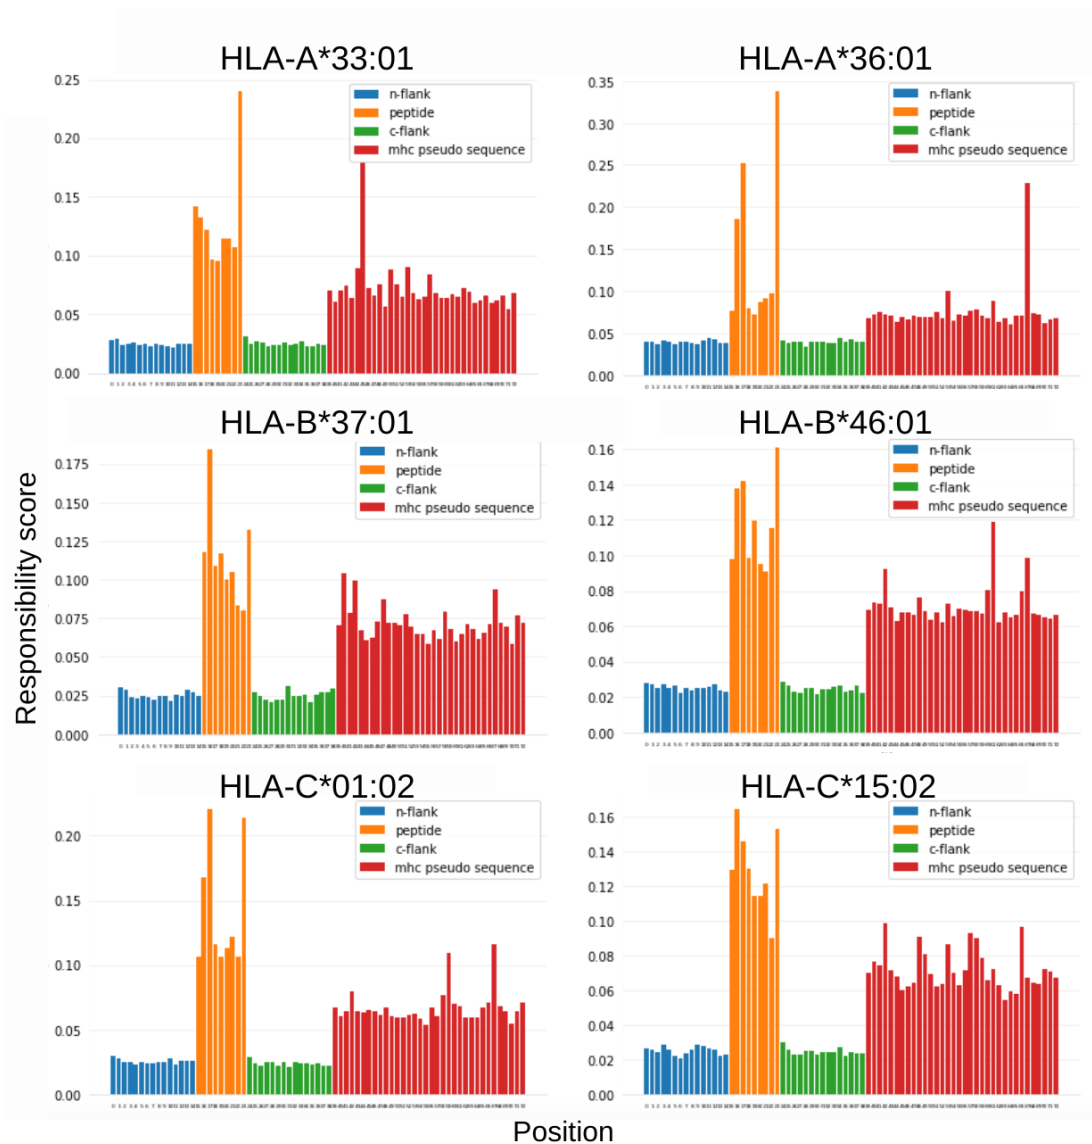 HLA-A*33:01
0.25
0.20
0.15
0.10
0.05
0.00
n-flank
peptide
c-flank
mhc pseudo sequence
HLA-A*36:01
0.35
0.30
0.25
0.20
0.15
0.10
0.05
0.00
n-flank
peptide
c-flank
mhc pseudo sequence
HLA-B*37:01
0.175
0.150
0.125
0.100
0.075
0.050
0.025
0.000
n-flank
peptide
c-flank
mhc pseudo sequence
HLA-B*46:01
0.16
0.14
0.12
0.10
0.08
0.06
0.04
0.02
0.00
n-flank
peptide
c-flank
mhc pseudo sequence
HLA-C*01:02
0.20
0.15
0.10
0.05
0.00
n-flank
peptide
c-flank
mhc pseudo sequence
HLA-C*15:02
0.16
0.14
0.12
0.10
0.08
0.06
0.04
0.02
0.00
n-flank
peptide
c-flank
mhc pseudo sequence
Responsibility score
Position